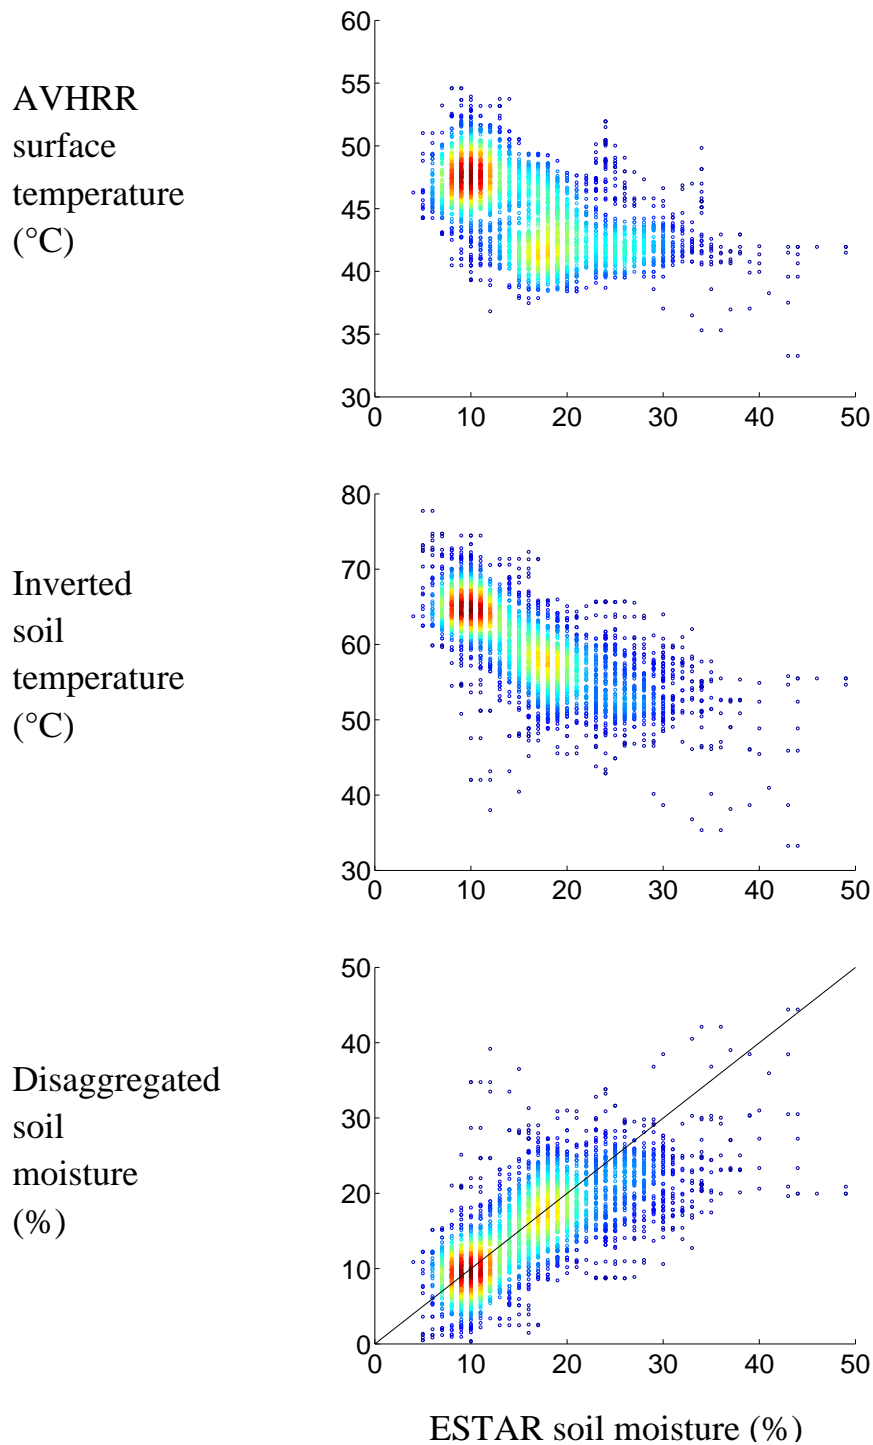 60
55
50
45
40
35
30
0 10 20 30 40 50
AVHRR
surface
temperature
(°C)
80
70
60
50
40
30
0 10 20 30 40 50
Inverted
soil
temperature
(°C)
50
40
30
20
10
0
0 10 20 30 40 50
Disaggregated
soil
moisture
(%)
ESTAR soil moisture (%)